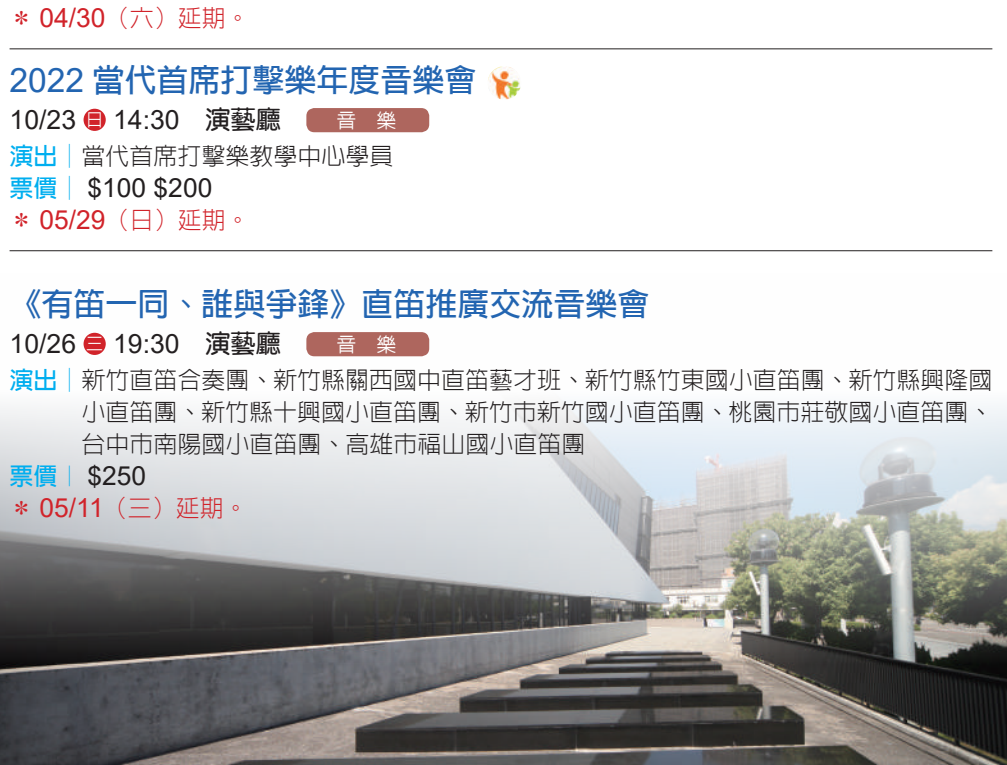 ＊ 04/30（六）延期。
2022 當代首席打擊樂年度音樂會
10/23 日 14:30 演藝廳 音 樂
演出｜當代首席打擊樂教學中心學員
票價｜ $100 $200
＊ 05/29（日）延期。
《有笛一同、誰與爭鋒》直笛推廣交流音樂會
10/26 三 19:30 演藝廳 音 樂
演出｜新竹直笛合奏團、新竹縣關西國中直笛藝才班、新竹縣竹東國小直笛團、新竹縣興隆國
小直笛團、新竹縣十興國小直笛團、新竹市新竹國小直笛團、桃園市莊敬國小直笛團、
台中市南陽國小直笛團、高雄市福山國小直笛團
票價｜ $250
＊ 05/11（三）延期。